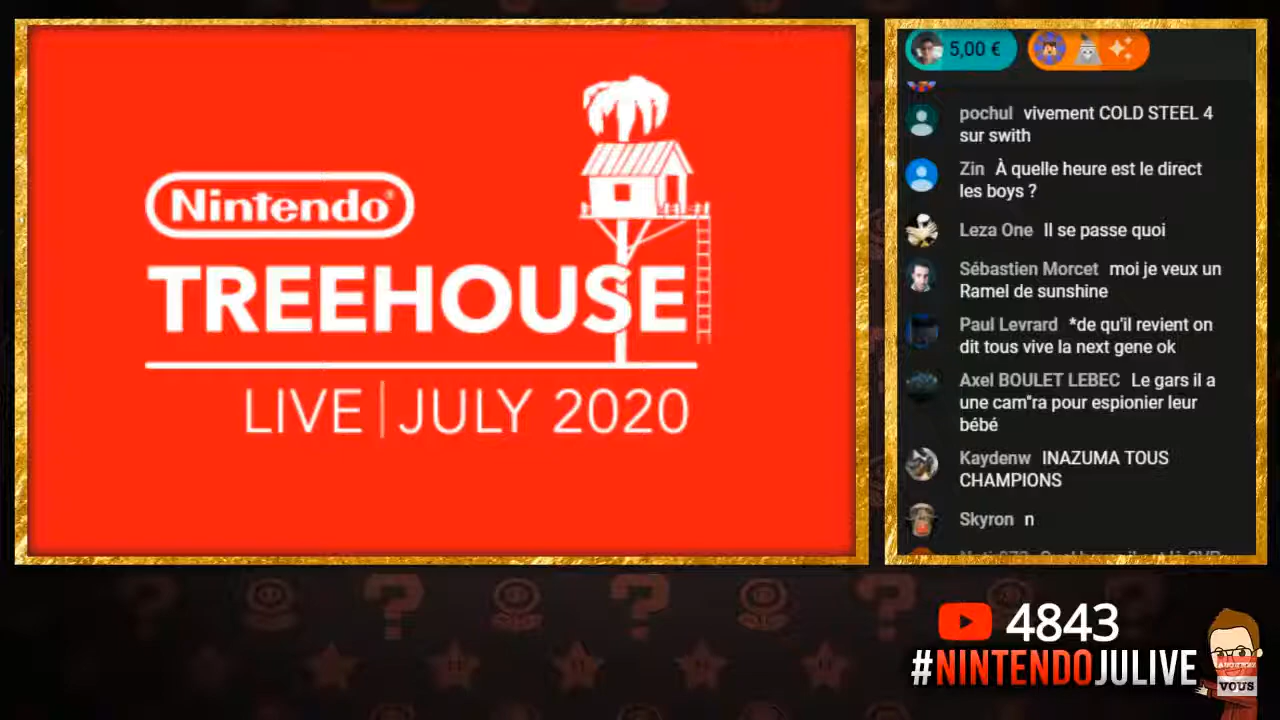 Nintendo
TREEHOUSE
LIVE | JULY 2020
5,00 €
pochul vivement COLD STEEL 4
sur swith
Zin À quelle heure est le direct
les boys ?
Leza One Il se passe quoi
Sébastien Morcet moi je veux un
Ramel de sunshine
Paul Levrard *de qu'il revient on
dit tous vive la next gene ok
Axel BOULET LEBEC Le gars il a
une cam"ra pour espionier leur
bébé
Kaydenw INAZUMA TOUS
CHAMPIONS
Skyron n
4843
#NINTENDOJULIVE
VOUS